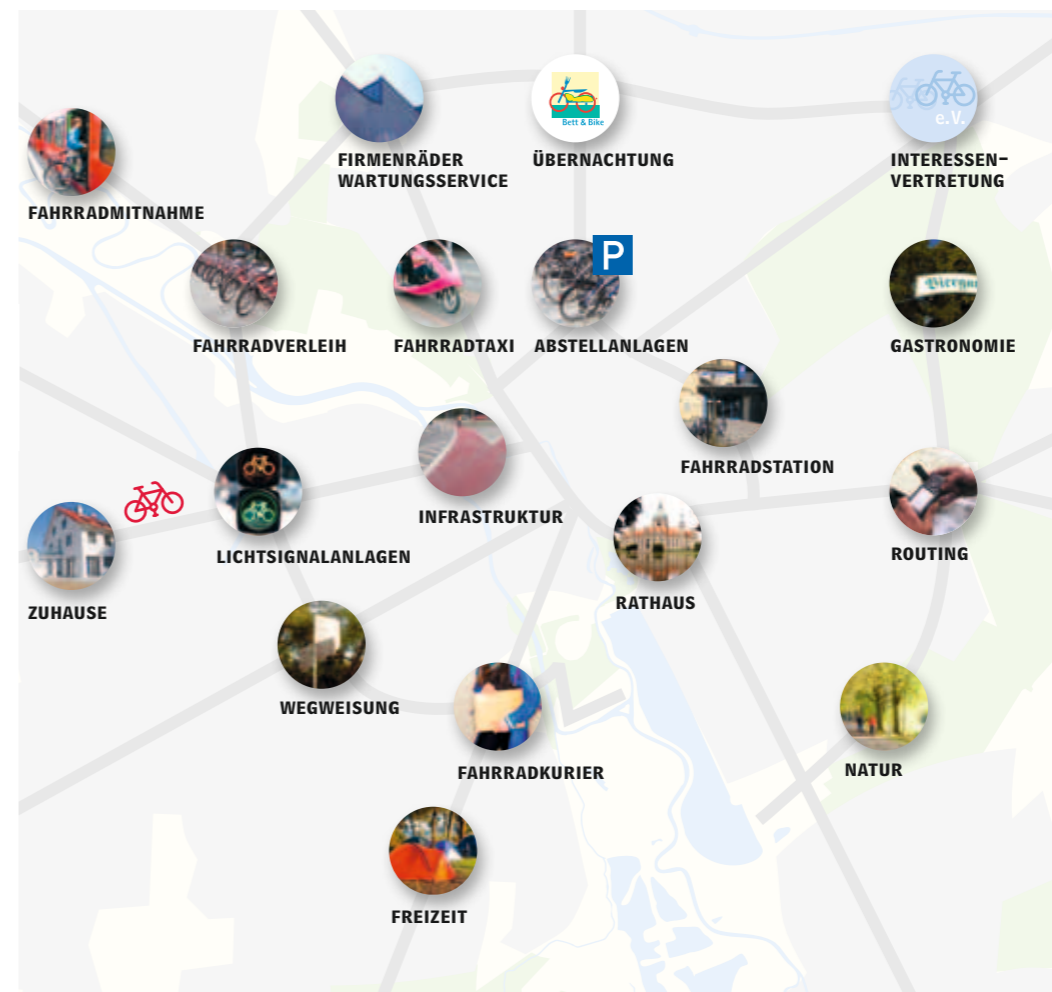 Bett & Bike
e.V.
FIRMENRÄDER
WARTUNGSSERVICE
ÜBERNACHTUNG
INTERESSEN-
VERTRETUNG
FAHRRADMITNAHME
P
FAHRRADVERLEIH
FAHRRADTAXI
ABSTELLANLAGEN
GASTRONOMIE
FAHRRADSTATION
INFRASTRUKTUR
LICHTSIGNALANLAGEN
ROUTING
RATHAUS
ZUHAUSE
WEGWEISUNG
FAHRRADKURIER
NATUR
FREIZEIT